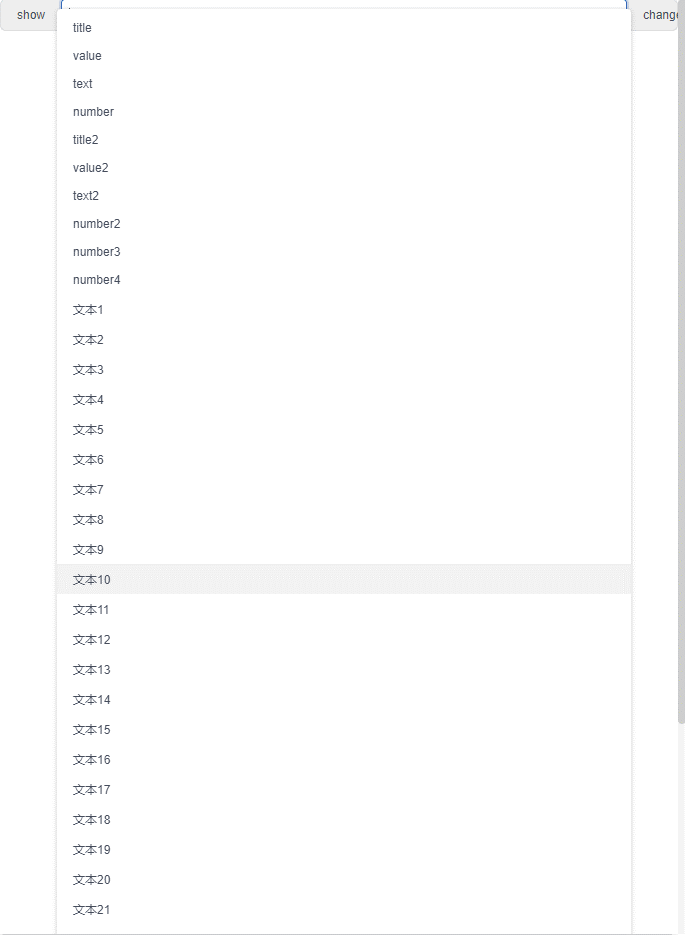 show
change
title
value
text
number
title2
value2
text2
number2
number3
number4
文本1
文本2
文本3
文本4
文本5
文本6
文本7
文本8
文本9
文本10
文本11
文本12
文本13
文本14
文本15
文本16
文本17
文本18
文本19
文本20
文本21